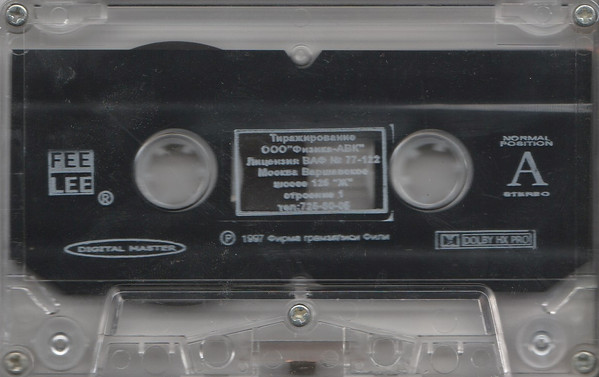 FEE
LEE
®
Тиражирование
ООО"Физика-АВК"
Лицензия ВАФ № 77-122
Москва Варшавское
шоссе 125 "Ж"
строение 1
NORMAL
POSITION
A
STEREO
DIGITAL MASTER
Ⓟ 1997 Фирма грамзаписи Фили
DOLBY HX PRO